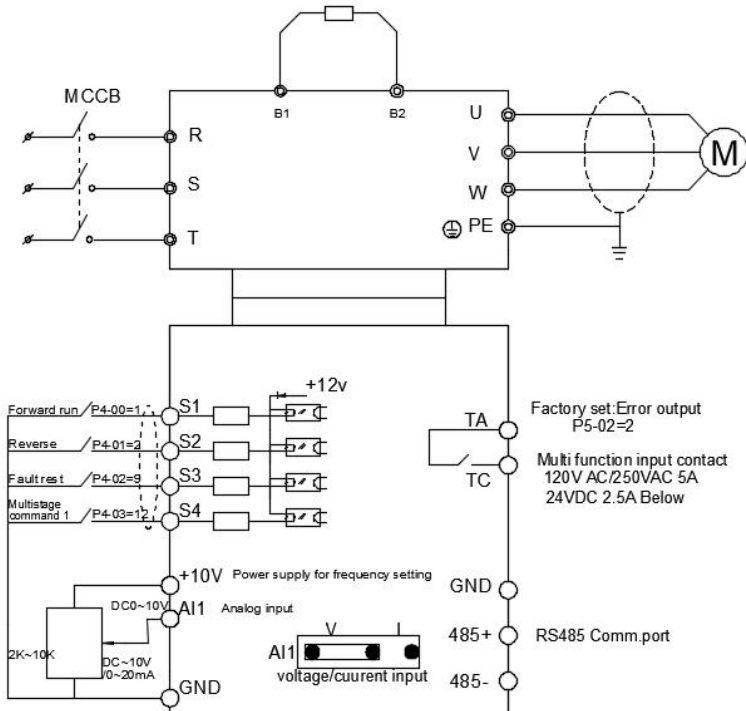 MCCB
B1
B2
R
S
T
U
V
W
PE
M
+12v
Forward run
P4-00=1
S1
Reverse
P4-01=2
S2
Fault rest
P4-02=9
S3
Multistage
command 1
P4-03=12
S4
TA
TC
Factory set:Error output
P5-02=2
Multi function input contact
120V AC/250VAC 5A
24VDC 2.5A Below
+10V
Power supply for frequency setting
DC0~10V
AI1
Analog input
2K~10K
DC~10V
/0~20mA
GND
V
I
AI1
voltage/cuurent input
GND
485+
RS485 Comm.port
485-